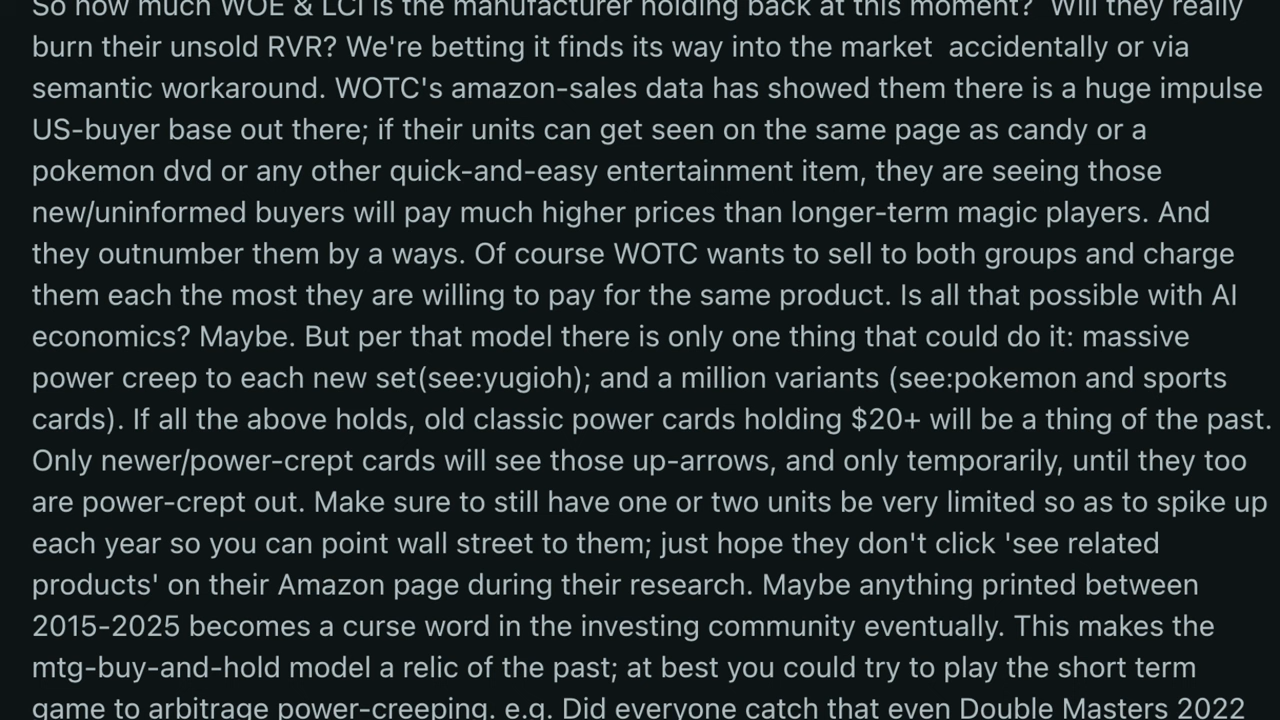 So how much WOE & LCI is the manufacturer holding back at this moment?  Will they really
burn their unsold RVR? We're betting it finds its way into the market  accidentally or via
semantic workaround. WOTC's amazon-sales data has showed them there is a huge impulse
US-buyer base out there; if their units can get seen on the same page as candy or a
pokemon dvd or any other quick-and-easy entertainment item, they are seeing those
new/uninformed buyers will pay much higher prices than longer-term magic players. And
they outnumber them by a ways. Of course WOTC wants to sell to both groups and charge
them each the most they are willing to pay for the same product. Is all that possible with AI
economics? Maybe. But per that model there is only one thing that could do it: massive
power creep to each new set(see:yugioh); and a million variants (see:pokemon and sports
cards). If all the above holds, old classic power cards holding $20+ will be a thing of the past.
Only newer/power-crept cards will see those up-arrows, and only temporarily, until they too
are power-crept out. Make sure to still have one or two units be very limited so as to spike up
each year so you can point wall street to them; just hope they don't click 'see related
products' on their Amazon page during their research. Maybe anything printed between
2015-2025 becomes a curse word in the investing community eventually. This makes the
mtg-buy-and-hold model a relic of the past; at best you could try to play the short term
game to arbitrage power-creeping. e.g. Did everyone catch that even Double Masters 2022